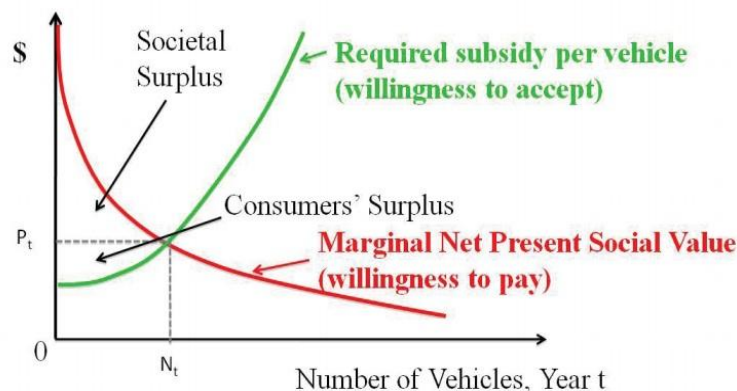 $
Societal
Surplus
Required subsidy per vehicle
(willingness to accept)
Consumers’ Surplus
Pt
Marginal Net Present Social Value
(willingness to pay)
0
Nt
Number of Vehicles, Year t